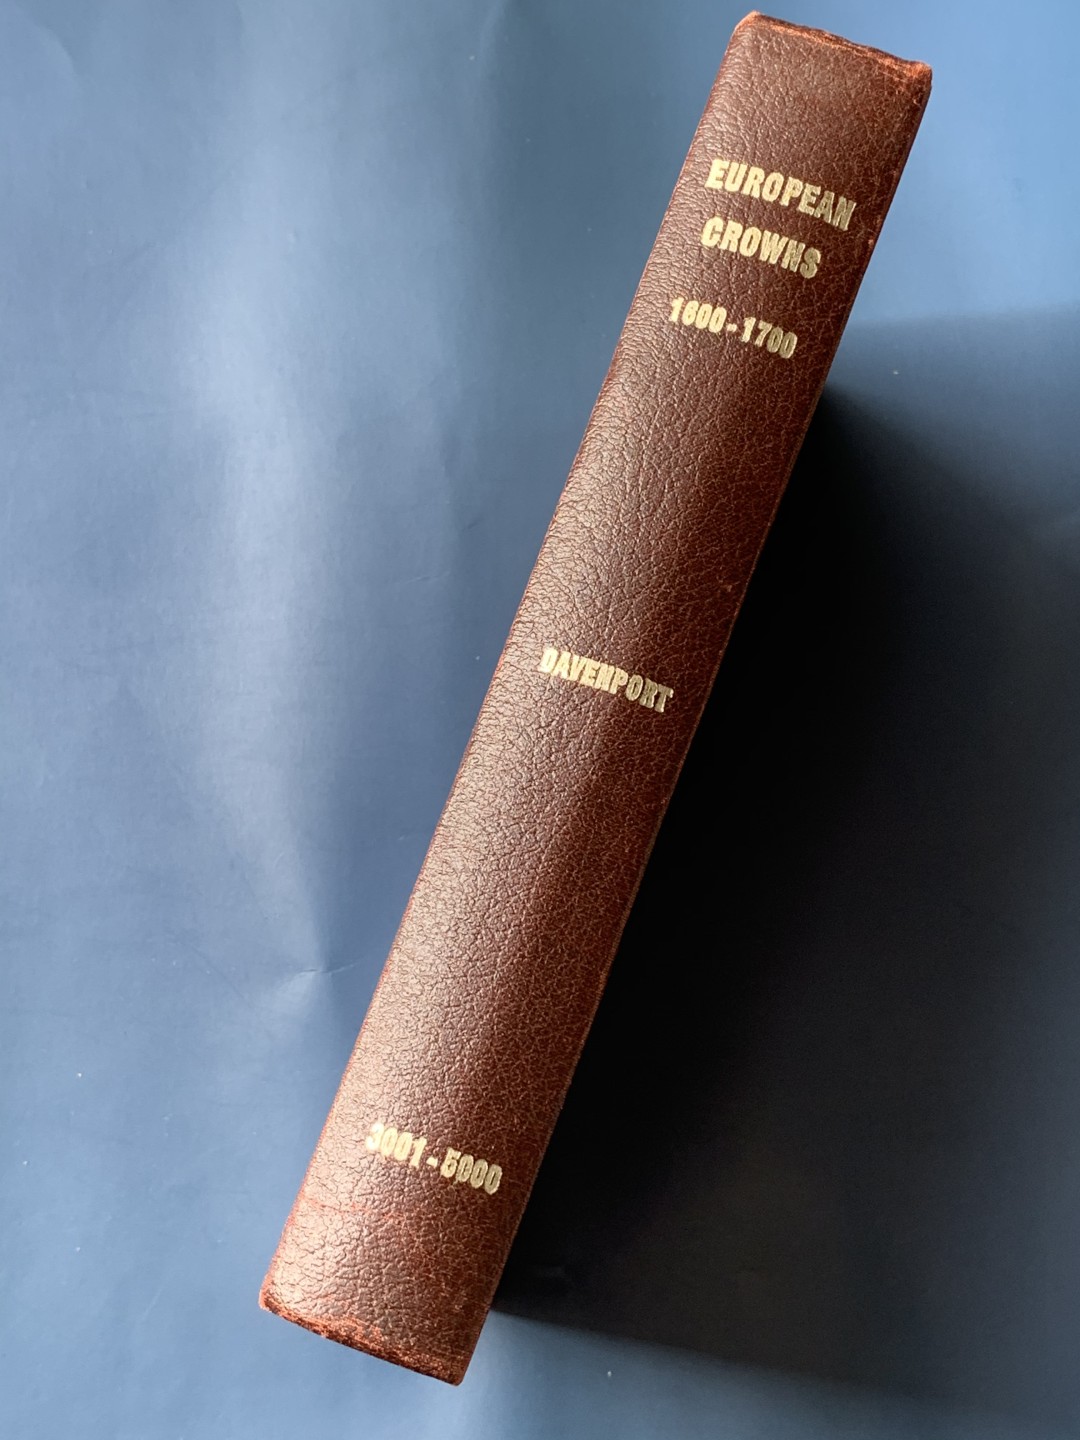 EUROPEAN
CROWNS
1600-1700
DAVENPORT
3001-5000